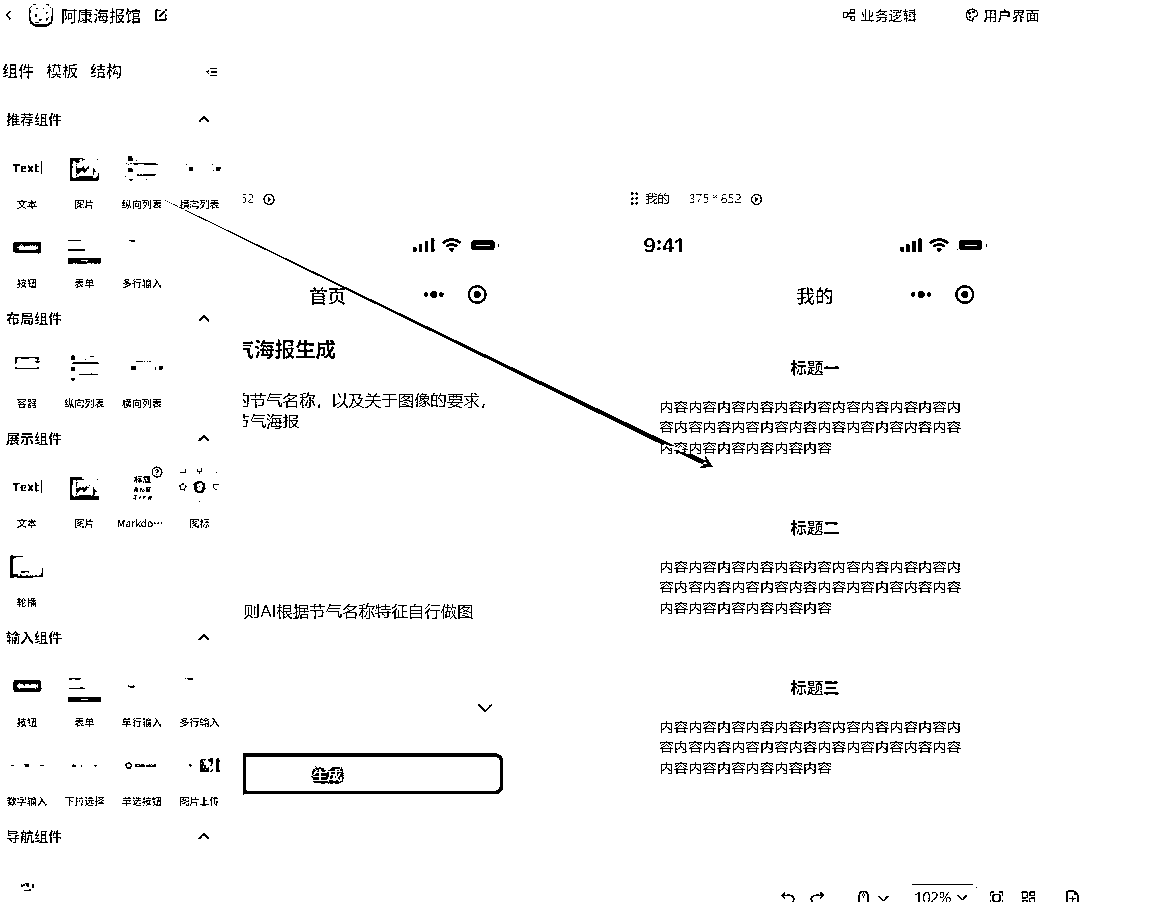 阿康海报馆
业务逻辑 用户界面
组件 模板 结构
推荐组件
Text
文本 图片 纵向列表 横向列表
按钮 表单 多行输入
布局组件
容器 纵向列表 横向列表
展示组件
Text 标题
文本 图片 Markdo··· 图标
轮播
输入组件
按钮 表单 单行输入 多行输入
数字输入 下拉选择 单选按钮 图片上传
导航组件
52
首页
气海报生成
的节气名称，以及关于图像的要求，
节气海报
则AI根据节气名称特征自行做图
生成
我的 375*652
9:41
我的
标题一
内容内容内容内容内容内容内容内容内容内容内
容内容内容内容内容内容内容内容内容内容内容
内容内容内容内容内容内容
标题二
内容内容内容内容内容内容内容内容内容内容内
容内容内容内容内容内容内容内容内容内容内容
内容内容内容内容内容内容
标题三
内容内容内容内容内容内容内容内容内容内容内
容内容内容内容内容内容内容内容内容内容内容
内容内容内容内容内容内容
102%